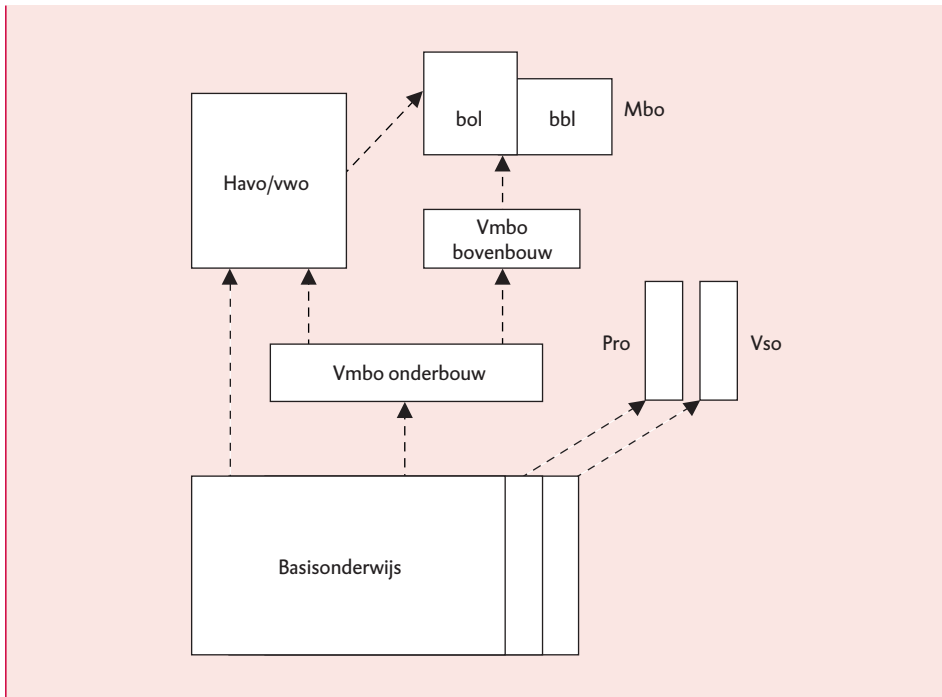 bol
bbl
Mbo
Havo/vwo
Vmbo
bovenbouw
Pro
Vso
Vmbo onderbouw
Basisonderwijs